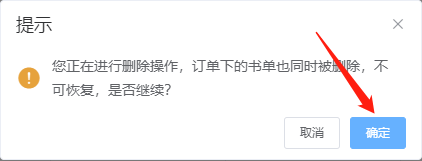 提示
您正在进行删除操作，订单下的书单也同时被删除，不
可恢复，是否继续？
取消
确定